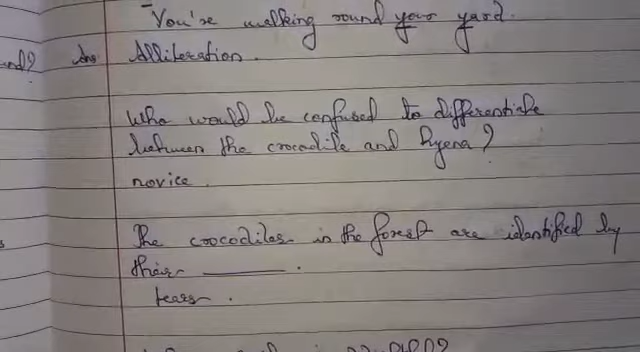 "You're walking round your yard.
und? Ans Alliteration.
Who would be confused to differentiate
between the crocodile and hyena?
novice.
The crocodiles in the forest are identified by
their ______.
tears.